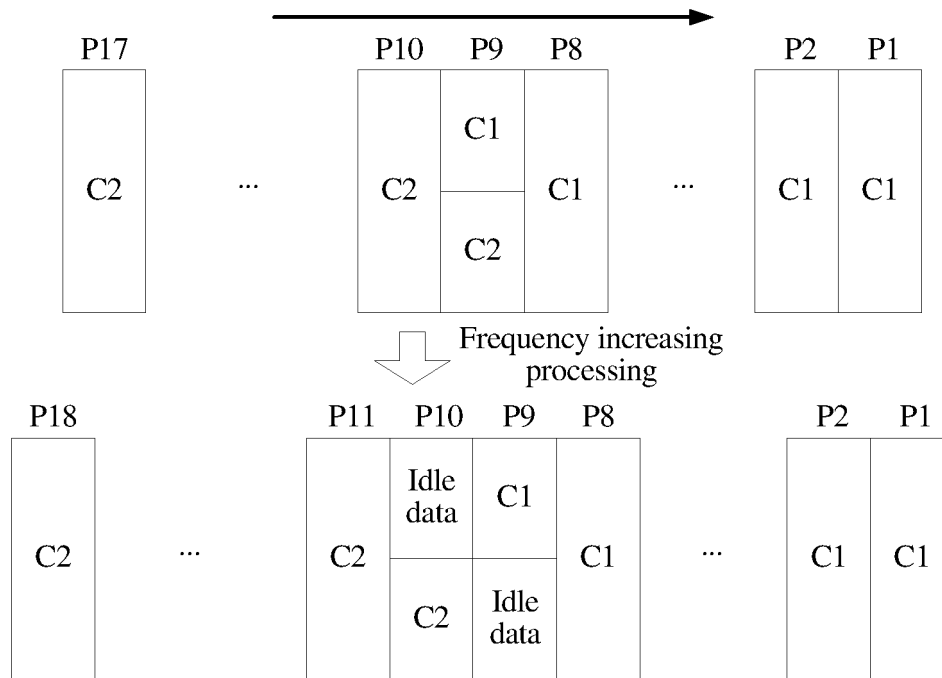 P17 P10 P9 P8 P2 P1
C1
C2 ... C2 C1 ... C1 C1
C2
Frequency increasing
processing
P18 P11 P10 P9 P8 P2 P1
Idle
data C1
C2 ... C2 C1 ... C1 C1
C2 Idle
data